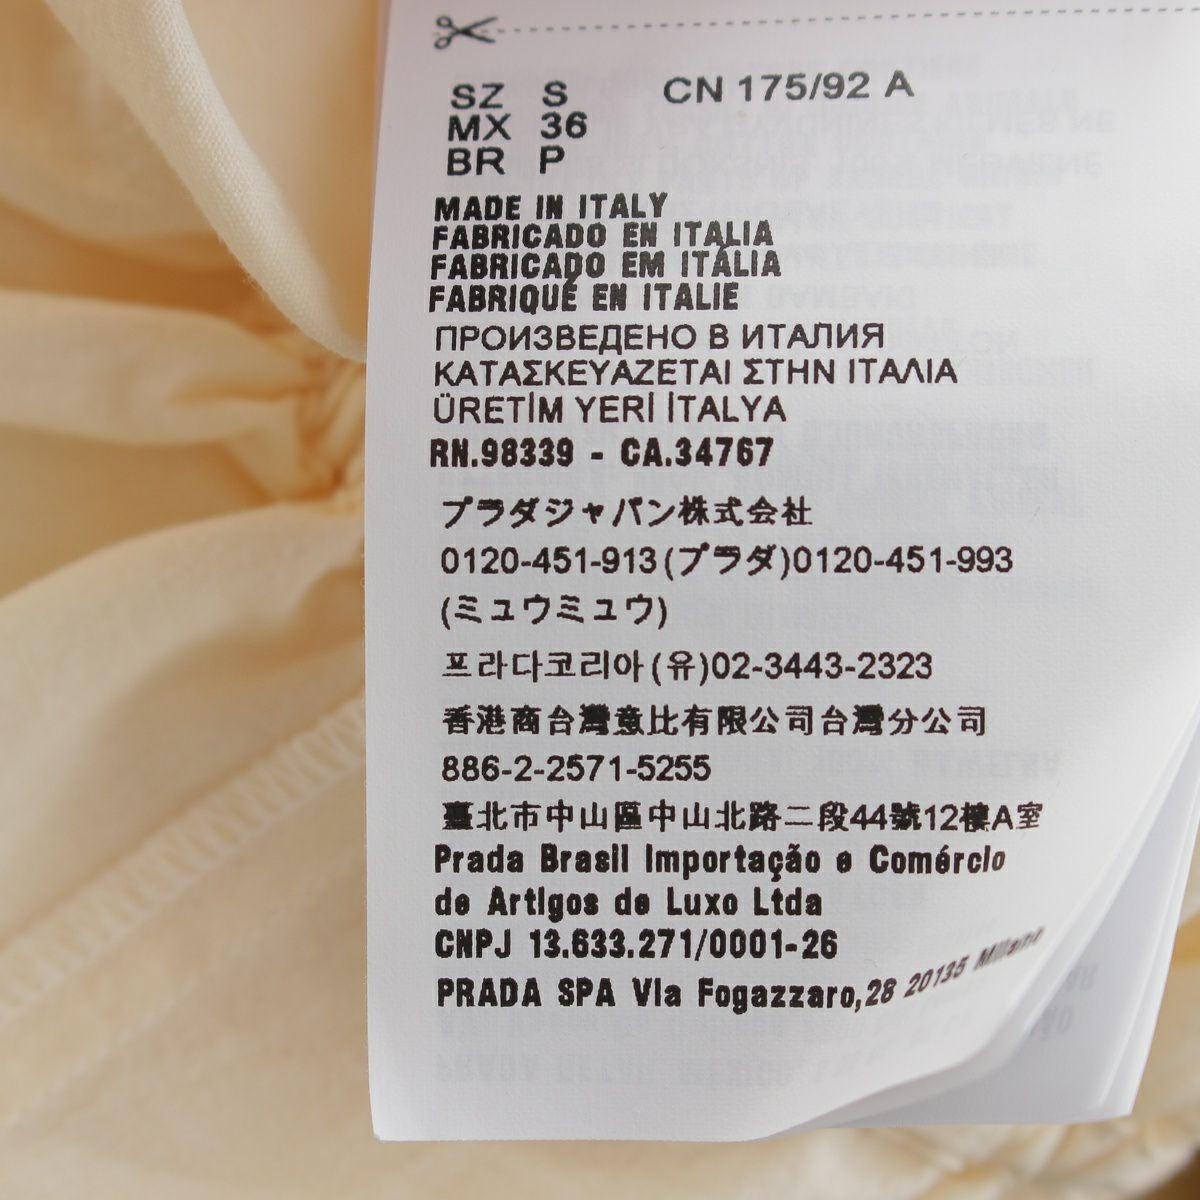 SZ S CN 175/92 A
MX 36
BR P
MADE IN ITALY
FABRICADO EN ITALIA
FABRICADO EM ITÁLIA
FABRIQUÉ EN ITALIE
ПРОИЗВЕДЕНО В ИТАЛИЯ
ΚΑΤΑΣΚΕΥΑΖΕΤΑΙ ΣΤΗΝ ΙΤΑΛΙΑ
ÜRETİM YERİ İTALYA
RN.98339 - CA.34767
プラダジャパン株式会社
0120-451-913(プラダ)0120-451-993
(ミュウミュウ)
프라다코리아(유)02-3443-2323
香港商台灣意比有限公司台灣分公司
886-2-2571-5255
臺北市中山區中山北路二段44號12樓A室
Prada Brasil Importação e Comércio
de Artigos de Luxo Ltda
CNPJ 13.633.271/0001-26
PRADA SPA Via Fogazzaro,28 20135 Milano